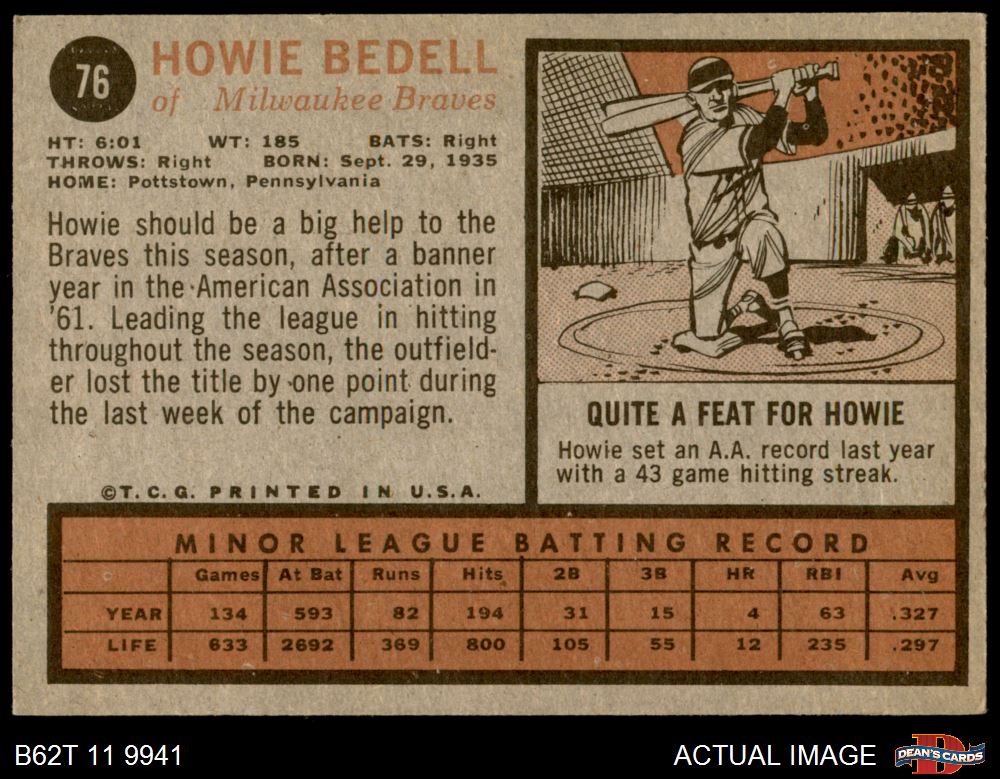 76
HOWIE BEDELL
of Milwaukee Braves
HT: 6:01 WT: 185 BATS: Right
THROWS: Right BORN: Sept. 29, 1935
HOME: Pottstown, Pennsylvania
Howie should be a big help to the
Braves this season, after a banner
year in the American Association in
'61. Leading the league in hitting
throughout the season, the outfield-
er lost the title by one point during
the last week of the campaign.
©T.C.G. PRINTED IN U.S.A.
QUITE A FEAT FOR HOWIE
Howie set an A.A. record last year
with a 43 game hitting streak.
MINOR LEAGUE BATTING RECORD
Games At Bat Runs Hits 2B 3B HR RBI Avg
YEAR 134 593 82 194 31 15 4 63 .327
LIFE 633 2692 369 800 105 55 12 235 .297
B62T 11 9941
ACTUAL IMAGE
DEAN'S CARDS